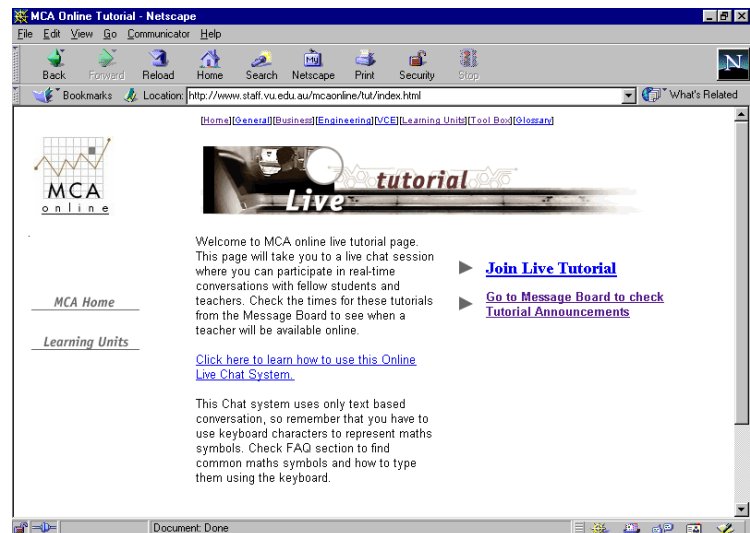 MCA Online Tutorial - Netscape
File Edit View Go Communicator Help
Back Forward Reload Home Search Netscape Print Security Stop
My
N
Bookmarks Location: http://www.staff.vu.edu.au/mcaonline/tut/index.html What's Related
[Home][General][Business][Engineering][VCE][Learning Units][Tool Box][Glossary]
MCA
online
tutorial
Live
Welcome to MCA online live tutorial page.
This page will take you to a live chat session
where you can participate in real-time
conversations with fellow students and
teachers. Check the times for these tutorials
from the Message Board to see when a
teacher will be available online.
Join Live Tutorial
Go to Message Board to check
Tutorial Announcements
MCA Home
Learning Units
Click here to learn how to use this Online
Live Chat System.
This Chat system uses only text based
conversation, so remember that you have to
use keyboard characters to represent maths
symbols. Check FAQ section to find
common maths symbols and how to type
them using the keyboard.
Document: Done